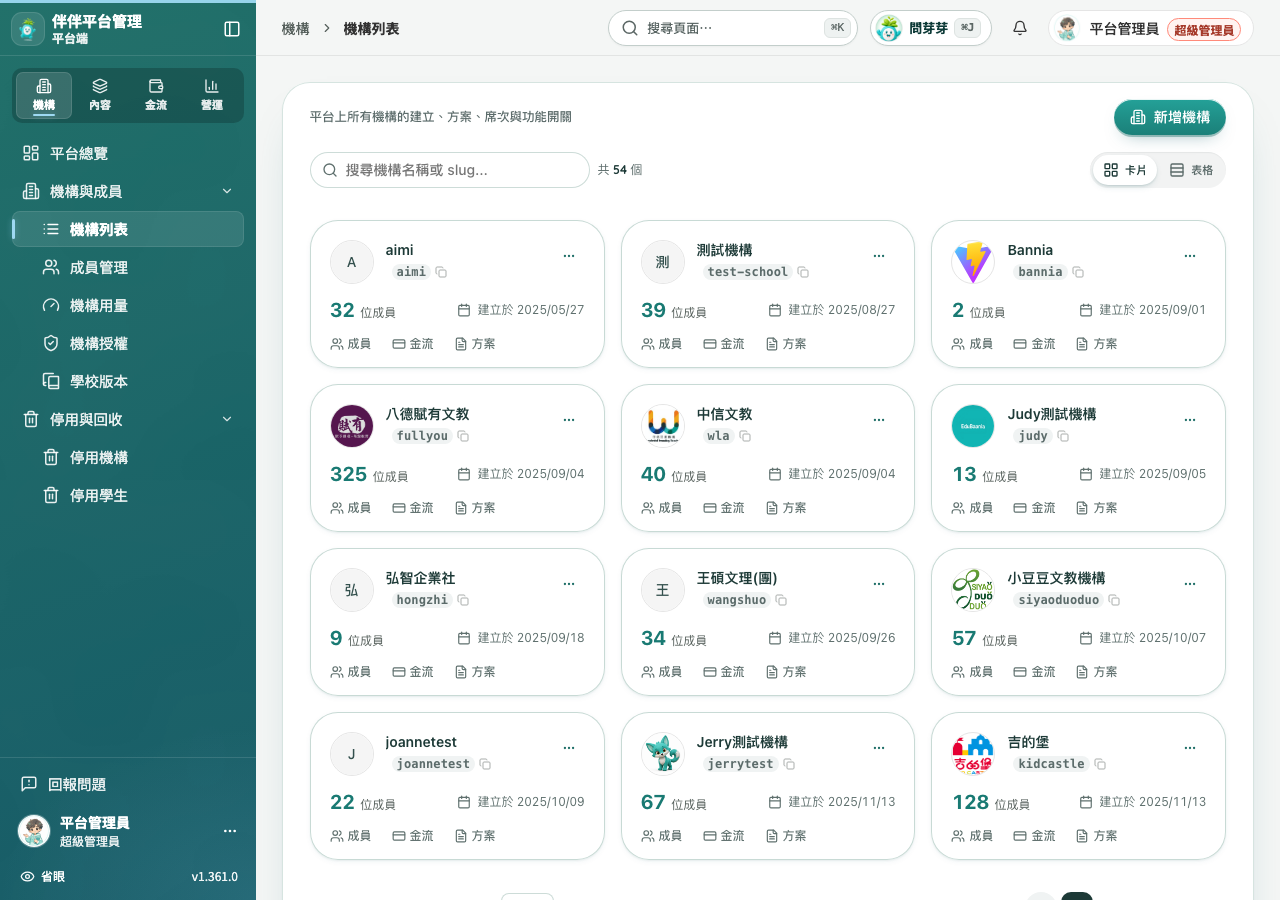 伴伴平台管理
平台端
機構
內容
金流
營運
平台總覽
機構與成員
機構列表
成員管理
機構用量
機構授權
學校版本
停用與回收
停用機構
停用學生
回報問題
平台管理員
超級管理員
省眼
v1.361.0
機構 > 機構列表
搜尋頁面… ⌘K
問芽芽 ⌘J
平台管理員 超級管理員
平台上所有機構的建立、方案、席次與功能開關
新增機構
搜尋機構名稱或 slug...
共 54 個
卡片
表格
A
aimi
aimi
32 位成員
建立於 2025/05/27
成員 金流 方案
測
測試機構
test-school
39 位成員
建立於 2025/08/27
成員 金流 方案
Bannia
bannia
2 位成員
建立於 2025/09/01
成員 金流 方案
賦有
八德賦有文教
fullyou
325 位成員
建立於 2025/09/04
成員 金流 方案
中信文教
wla
40 位成員
建立於 2025/09/04
成員 金流 方案
EduBannia
Judy測試機構
judy
13 位成員
建立於 2025/09/05
成員 金流 方案
弘
弘智企業社
hongzhi
9 位成員
建立於 2025/09/18
成員 金流 方案
王
王碩文理(團)
wangshuo
34 位成員
建立於 2025/09/26
成員 金流 方案
SIYAO
DUO
DUO
小豆豆文教機構
siyaoduoduo
57 位成員
建立於 2025/10/07
成員 金流 方案
J
joannetest
joannetest
22 位成員
建立於 2025/10/09
成員 金流 方案
Jerry測試機構
jerrytest
67 位成員
建立於 2025/11/13
成員 金流 方案
吉的堡
吉的堡
kidcastle
128 位成員
建立於 2025/11/13
成員 金流 方案